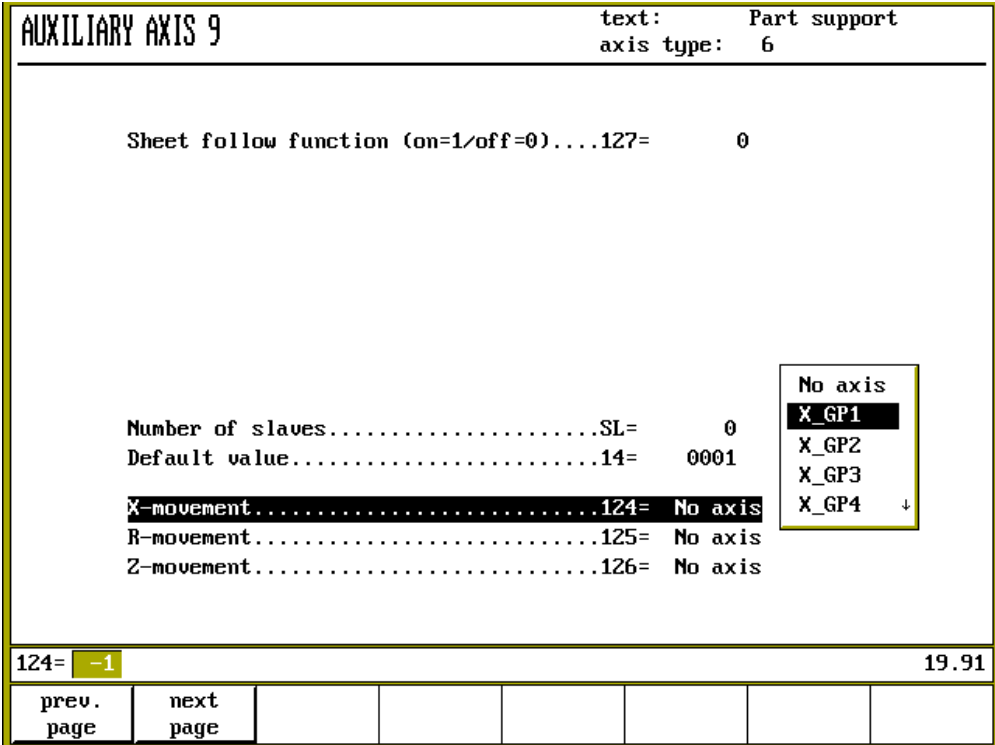 AUXILIARY AXIS 9
text: Part support
axis type: 6
Sheet follow function (on=1/off=0)....127= 0
Number of slaves......................SL= 0
Default value.........................14= 0001
X-movement............................124= No axis
R-movement............................125= No axis
Z-movement............................126= No axis
No axis
X_GP1
X_GP2
X_GP3
X_GP4 ↓
124= -1
19.91
prev. page
next page